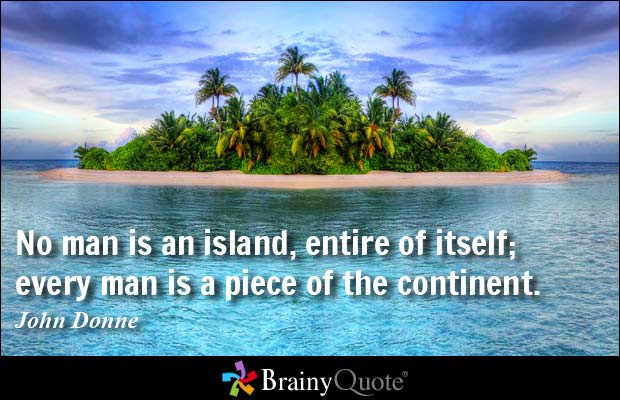 No man is an island, entire of itself;
every man is a piece of the continent.
John Donne
BrainyQuote®